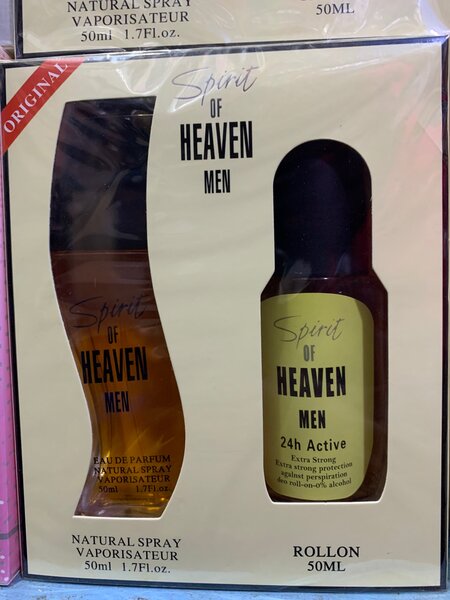 NATURAL SPRAY
VAPORISATEUR
50ml 1.7Fl.oz.
50ML
ORIGINAL
Spirit
OF
HEAVEN
MEN
Spirit
OF
HEAVEN
MEN
EAU DE PARFUM
NATURAL SPRAY
VAPORISATEUR
50ml 1.7Fl.oz.
Spirit
OF
HEAVEN
MEN
24h Active
Extra Strong
Extra strong protection
against perspiration
deo roll-on-0% alcohol
NATURAL SPRAY
VAPORISATEUR
50ml 1.7Fl.oz.
ROLLON
50ML